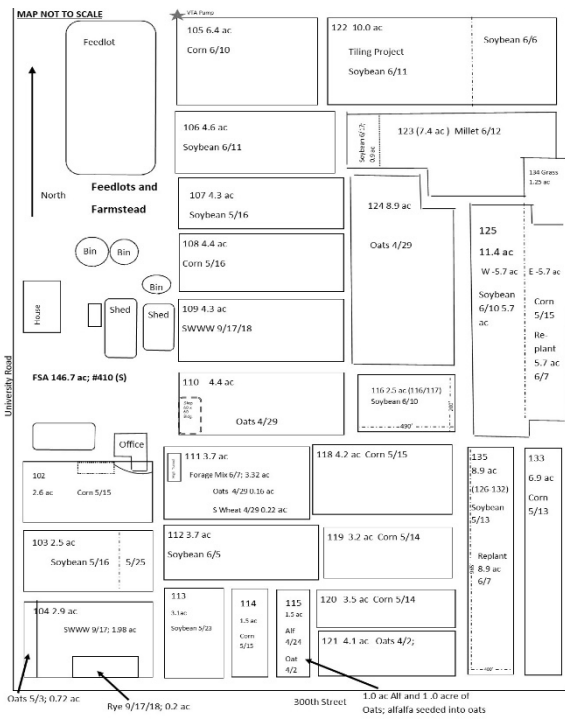 MAP NOT TO SCALE
VTA Pump
Feedlot
North
Feedlots and
Farmstead
Bin
Bin
Bin
House
Shed
Shed
FSA 146.7 ac; #410 (S)
University Road
Office
105 6.4 ac
Corn 6/10
122 10.0 ac
Tiling Project
Soybean 6/11
Soybean 6/6
106 4.6 ac
Soybean 6/11
Soybean 6/12;
0.9 ac
123 (7.4 ac ) Millet 6/12
134 Grass
1.25 ac
107 4.3 ac
Soybean 5/16
124 8.9 ac
Oats 4/29
108 4.4 ac
Corn 5/16
125
11.4 ac
W -5.7 ac
Soybean
6/10 5.7
ac
E -5.7 ac
Corn
5/15
Re-
plant
5.7 ac
6/7
109 4.3 ac
SWWW 9/17/18
110 4.4 ac
Oats 4/29
116 2.5 ac (116/117)
Soybean 6/10
490'
111 3.7 ac
Forage Mix 6/7; 3.32 ac
Oats 4/29 0.16 ac
S Wheat 4/29 0.22 ac
118 4.2 ac Corn 5/15
135
8.9 ac
(126-132)
Soybean
5/13
Replant
8.9 ac
6/7
133
6.9 ac
Corn
5/13
102
2.6 ac Corn 5/15
112 3.7 ac
Soybean 6/5
119 3.2 ac Corn 5/14
103 2.5 ac
Soybean 5/16 5/25
113
3.1ac
Soybean 5/23
114
1.5 ac
Corn
5/15
115
1.5 ac
Alf
4/24
Oat
4/2
120 3.5 ac Corn 5/14
121 4.1 ac Oats 4/2;
104 2.9 ac
SWWW 9/17; 1.98 ac
Oats 5/3; 0.72 ac
Rye 9/17/18; 0.2 ac
300th Street
1.0 ac Alf and 1.0 acre of
Oats; alfalfa seeded into oats